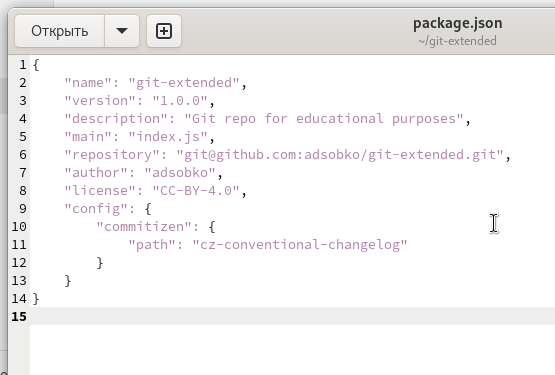 Открыть
package.json
~/git-extended
1 {
2     "name": "git-extended",
3     "version": "1.0.0",
4     "description": "Git repo for educational purposes",
5     "main": "index.js",
6     "repository": "git@github.com:adsobko/git-extended.git",
7     "author": "adsobko",
8     "license": "CC-BY-4.0",
9     "config": {
10         "commitizen": {
11             "path": "cz-conventional-changelog"
12         }
13     }
14 }
15